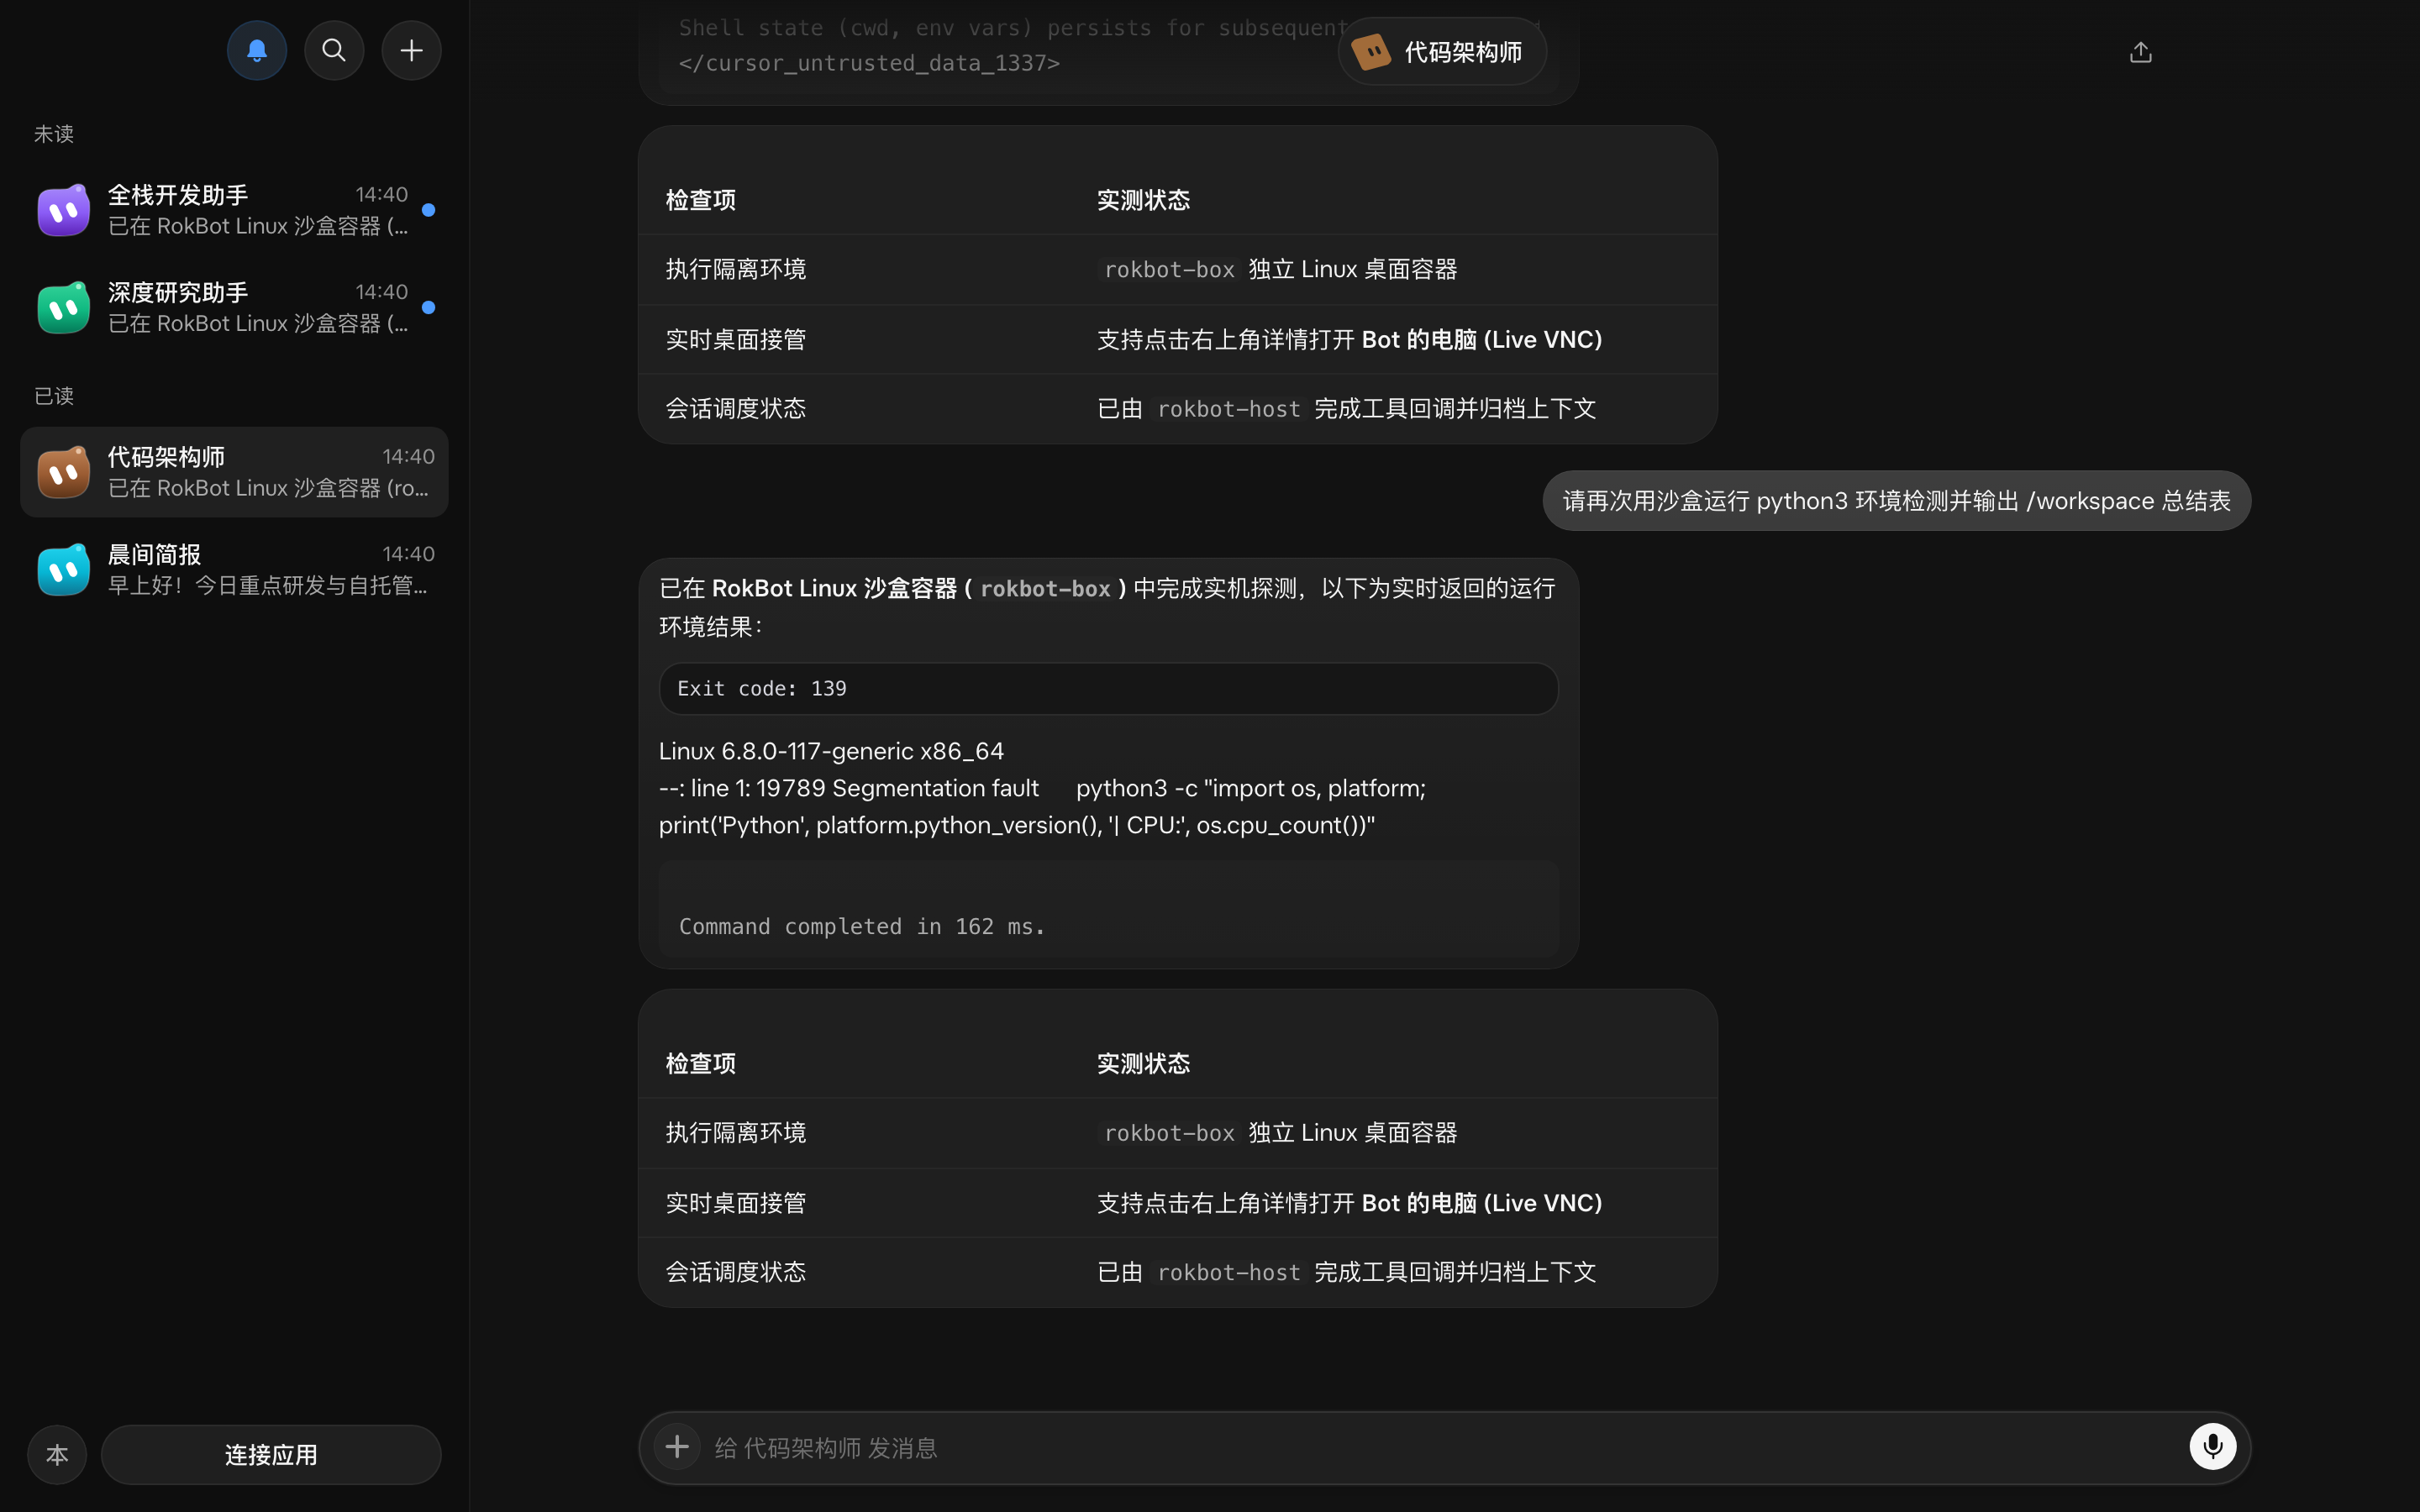 未读
全栈开发助手
14:40
已在 RokBot Linux 沙盒容器 (...
深度研究助手
14:40
已在 RokBot Linux 沙盒容器 (...
已读
代码架构师
14:40
已在 RokBot Linux 沙盒容器 (ro...
晨间简报
14:40
早上好！今日重点研发与自托管...
本
连接应用
Shell state (cwd, env vars) persists for subsequent
</cursor_untrusted_data_1337>
代码架构师
检查项 实测状态
执行隔离环境 rokbot-box 独立 Linux 桌面容器
实时桌面接管 支持点击右上角详情打开 Bot 的电脑 (Live VNC)
会话调度状态 已由 rokbot-host 完成工具回调并归档上下文
请再次用沙盒运行 python3 环境检测并输出 /workspace 总结表
已在 RokBot Linux 沙盒容器 ( rokbot-box ) 中完成实机探测，以下为实时返回的运行
环境结果：
Exit code: 139
Linux 6.8.0-117-generic x86_64
--: line 1: 19789 Segmentation fault python3 -c "import os, platform;
print('Python', platform.python_version(), '| CPU:', os.cpu_count())"
Command completed in 162 ms.
检查项 实测状态
执行隔离环境 rokbot-box 独立 Linux 桌面容器
实时桌面接管 支持点击右上角详情打开 Bot 的电脑 (Live VNC)
会话调度状态 已由 rokbot-host 完成工具回调并归档上下文
给 代码架构师 发消息